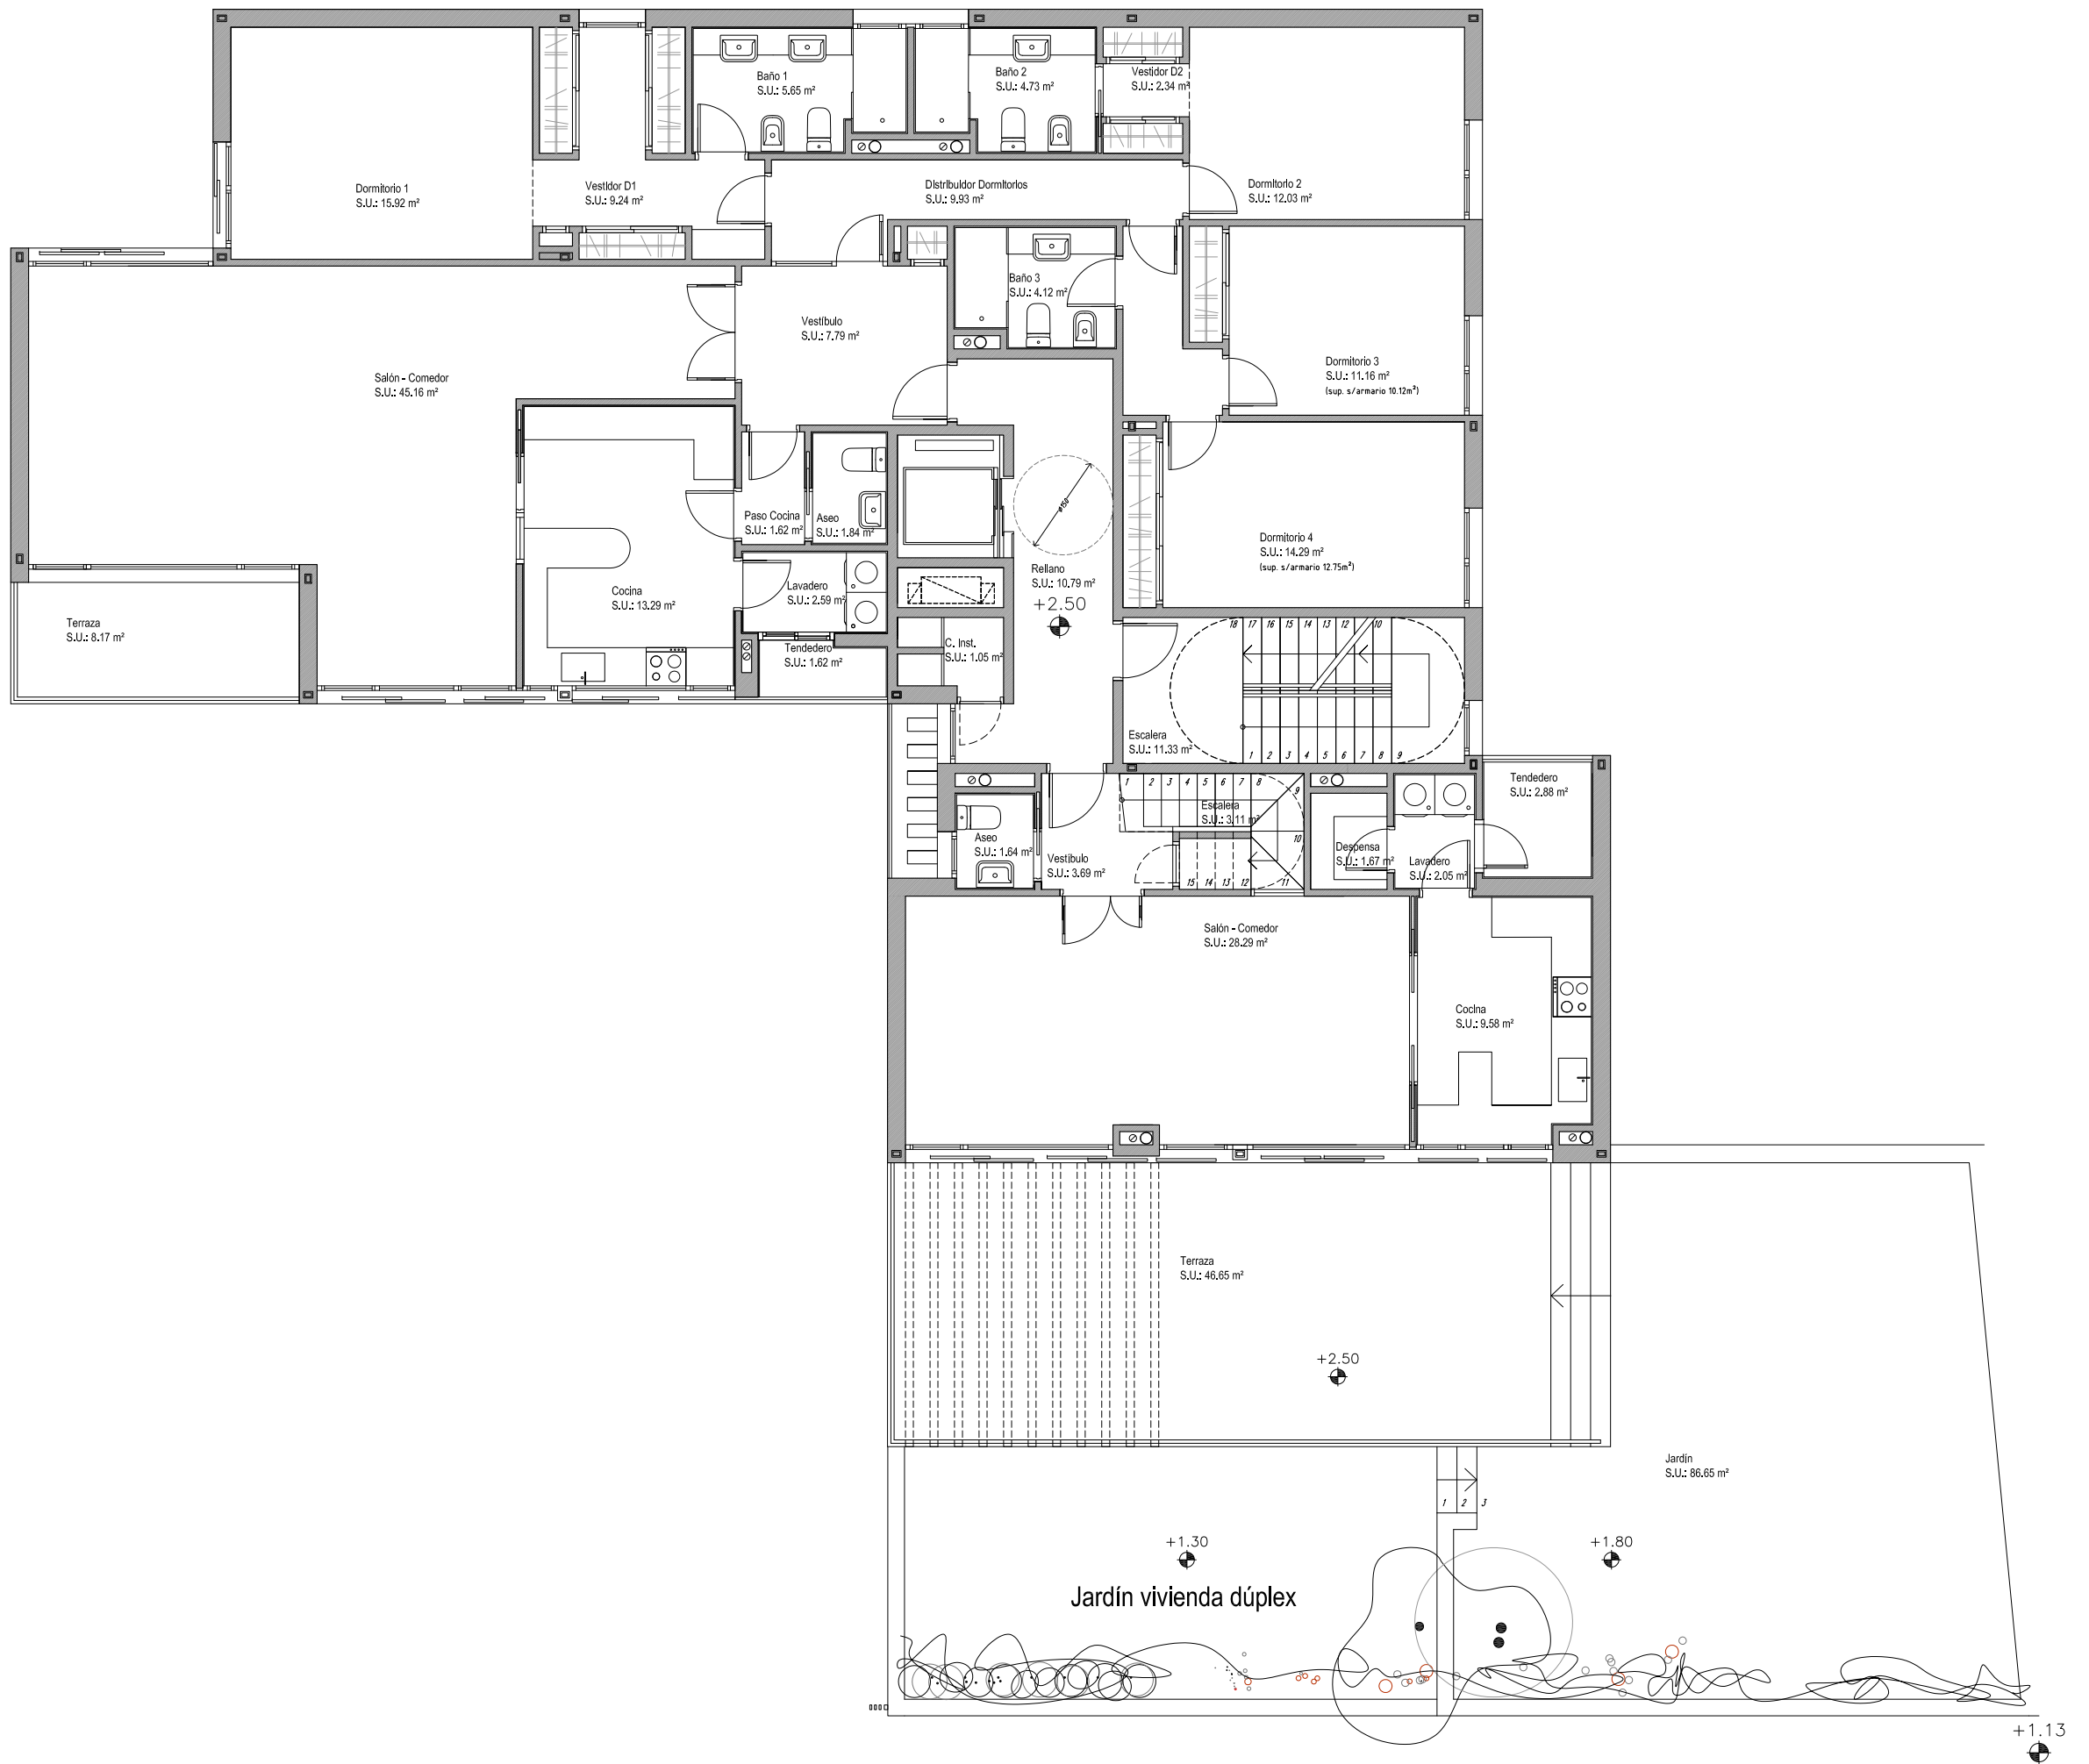 Baño 1
S.U.: 5.65 m²
Baño 2
S.U.: 4.73 m²
Vestidor D2
S.U.: 2.34 m²
Dormitorio 1
S.U.: 15.92 m²
Vestidor D1
S.U.: 9.24 m²
Distribuidor Dormitorios
S.U.: 9.93 m²
Dormitorio 2
S.U.: 12.03 m²
Baño 3
S.U.: 4.12 m²
Vestíbulo
S.U.: 7.79 m²
Dormitorio 3
S.U.: 11.16 m²
(sup. s/armario 10.12m²)
Salón - Comedor
S.U.: 45.16 m²
Paso Cocina
S.U.: 1.62 m²
Aseo
S.U.: 1.84 m²
ø150
Dormitorio 4
S.U.: 14.29 m²
(sup. s/armario 12.75m²)
Rellano
S.U.: 10.79 m²
+2.50
Cocina
S.U.: 13.29 m²
Lavadero
S.U.: 2.59 m²
Terraza
S.U.: 8.17 m²
Tendedero
S.U.: 1.62 m²
C. Inst.
S.U.: 1.05 m²
18 17 16 15 14 13 12 10
Escalera
S.U.: 11.33 m²
1 2 3 4 5 6 7 8 9
Tendedero
S.U.: 2.88 m²
1 2 3 4 5 6 7 8
9
Escalera
S.U.: 3.11 m²
10
Aseo
S.U.: 1.64 m²
Vestíbulo
S.U.: 3.69 m²
15 14 13 12 11
Despensa
S.U.: 1.67 m²
Lavadero
S.U.: 2.05 m²
Salón - Comedor
S.U.: 28.29 m²
Cocina
S.U.: 9.58 m²
Terraza
S.U.: 46.65 m²
+2.50
Jardín
S.U.: 86.65 m²
1 2 3
+1.30
+1.80
Jardín vivienda dúplex
+1.13